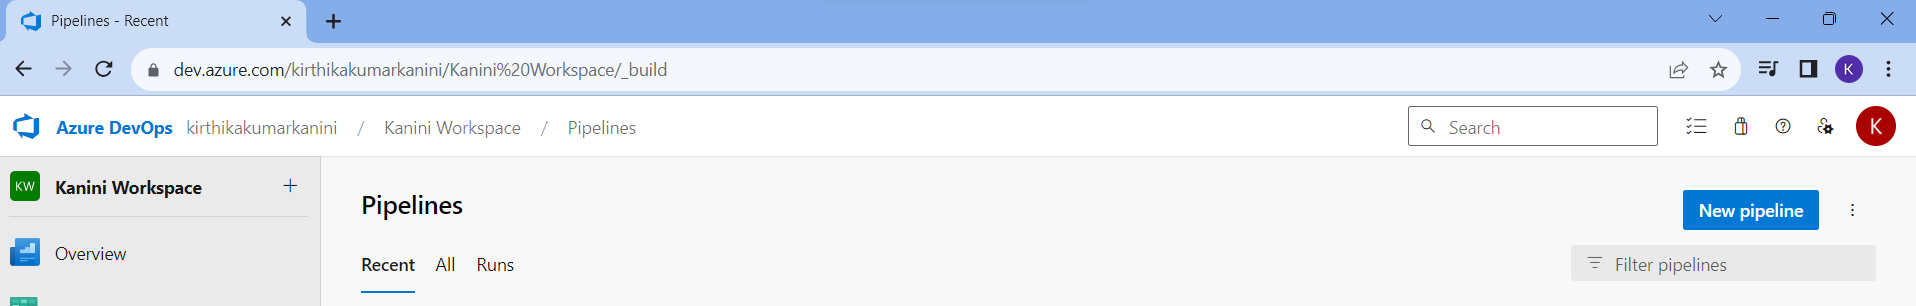 Pipelines - Recent
dev.azure.com/kirthikakumarkanini/Kanini%20Workspace/_build
K
Azure DevOps kirthikakumarkanini / Kanini Workspace / Pipelines
Search
K
KW Kanini Workspace
Pipelines
New pipeline
Overview
Recent All Runs
Filter pipelines